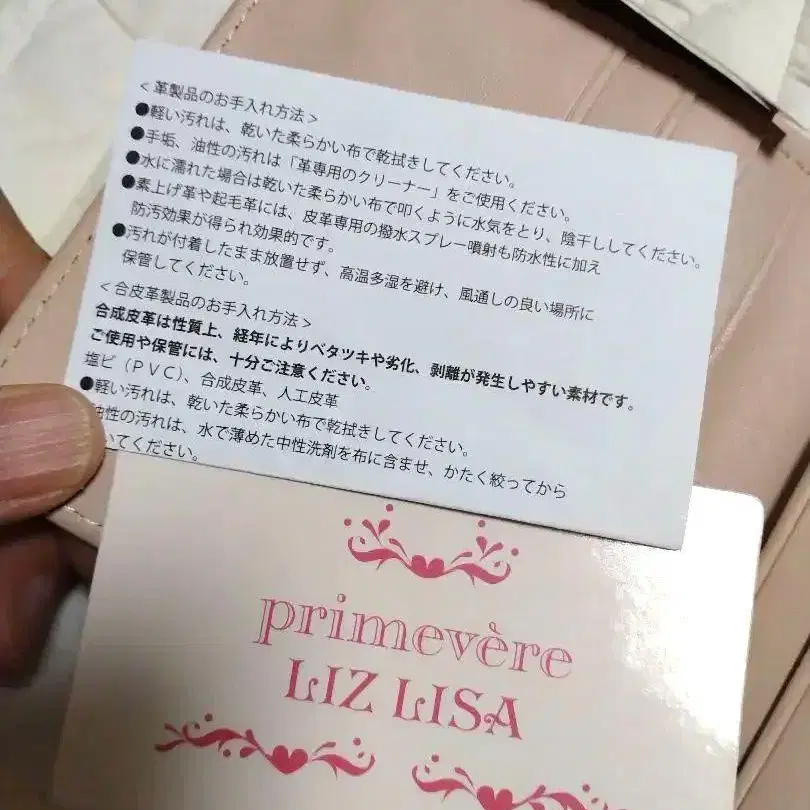 <革製品のお手入れ方法>
●軽い汚れは、乾いた柔らかい布で乾拭きしてください。
●手垢、油性の汚れは「革専用のクリーナー」をご使用ください。
●水に濡れた場合は乾いた柔らかい布で叩くように水気をとり、陰干ししてください。
●素上げ革や起毛革には、皮革専用の撥水スプレー噴射も防水性に加え
防汚効果が得られ効果的です。
●汚れが付着したまま放置せず、高温多湿を避け、風通しの良い場所に
保管してください。
<合皮革製品のお手入れ方法>
合成皮革は性質上、経年によりベタツキや劣化、剥離が発生しやすい素材です。
ご使用や保管には、十分ご注意ください。
塩ビ(PVC)、合成皮革、人工皮革
●軽い汚れは、乾いた柔らかい布で乾拭きしてください。
油性の汚れは、水で薄めた中性洗剤を布に含ませ、かたく絞ってから
いてください。
primevère
LIZ LISA